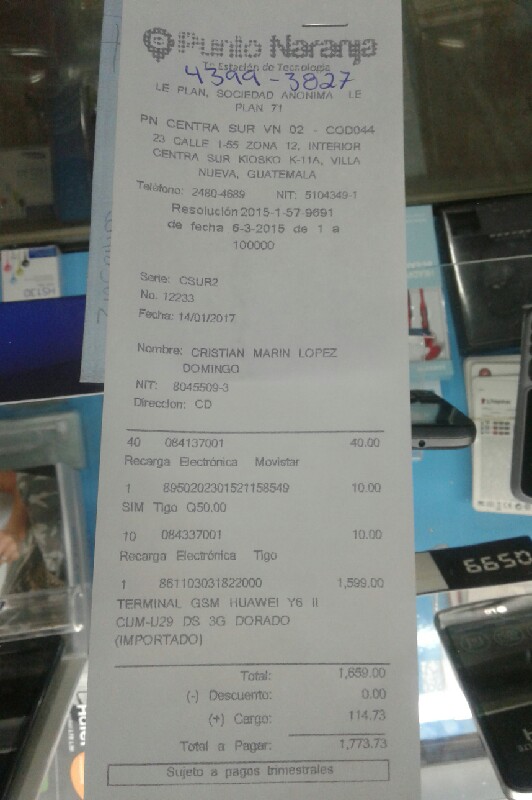 Punto Naranja
Tu Estación de Tecnología
4399-3827
LE PLAN, SOCIEDAD ANONIMA LE
PLAN 71
PN CENTRA SUR VN 02 - COD044
23 CALLE 1-55 ZONA 12, INTERIOR
CENTRA SUR KIOSKO K-11A, VILLA
NUEVA, GUATEMALA
Teléfono: 2480-4689 NIT: 5104349-1
Resolución 2015-1-57-9691
de fecha 6-3-2015 de 1 a
100000
Serie: CSUR2
No. 12233
Fecha: 14/01/2017
Nombre: CRISTIAN MARIN LOPEZ
DOMINGO
NIT: 8045509-3
Direccion: CD
40 084137001 40.00
Recarga Electrónica Movistar
1 8950202301521158549 10.00
SIM Tigo Q50.00
10 084337001 10.00
Recarga Electrónica Tigo
1 861103031822000 1,599.00
TERMINAL GSM HUAWEI Y6 II
CUM-U29 DS 3G DORADO
(IMPORTADO)
Total: 1,659.00
(-) Descuento: 0.00
(+) Cargo: 114.73
Total a Pagar: 1,773.73
Sujeto a pagos trimestrales
HS130
6650
LG